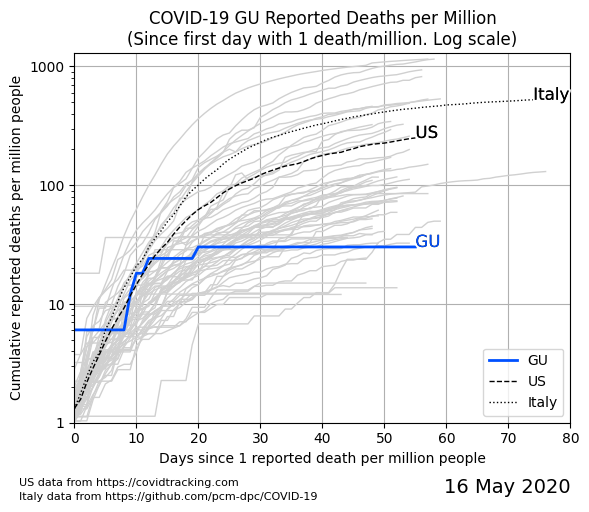 COVID-19 GU Reported Deaths per Million
(Since first day with 1 death/million. Log scale)
Cumulative reported deaths per million people
1000
100
10
1
Italy
US
GU
GU
US
Italy
0 10 20 30 40 50 60 70 80
Days since 1 reported death per million people
US data from https://covidtracking.com
Italy data from https://github.com/pcm-dpc/COVID-19
16 May 2020